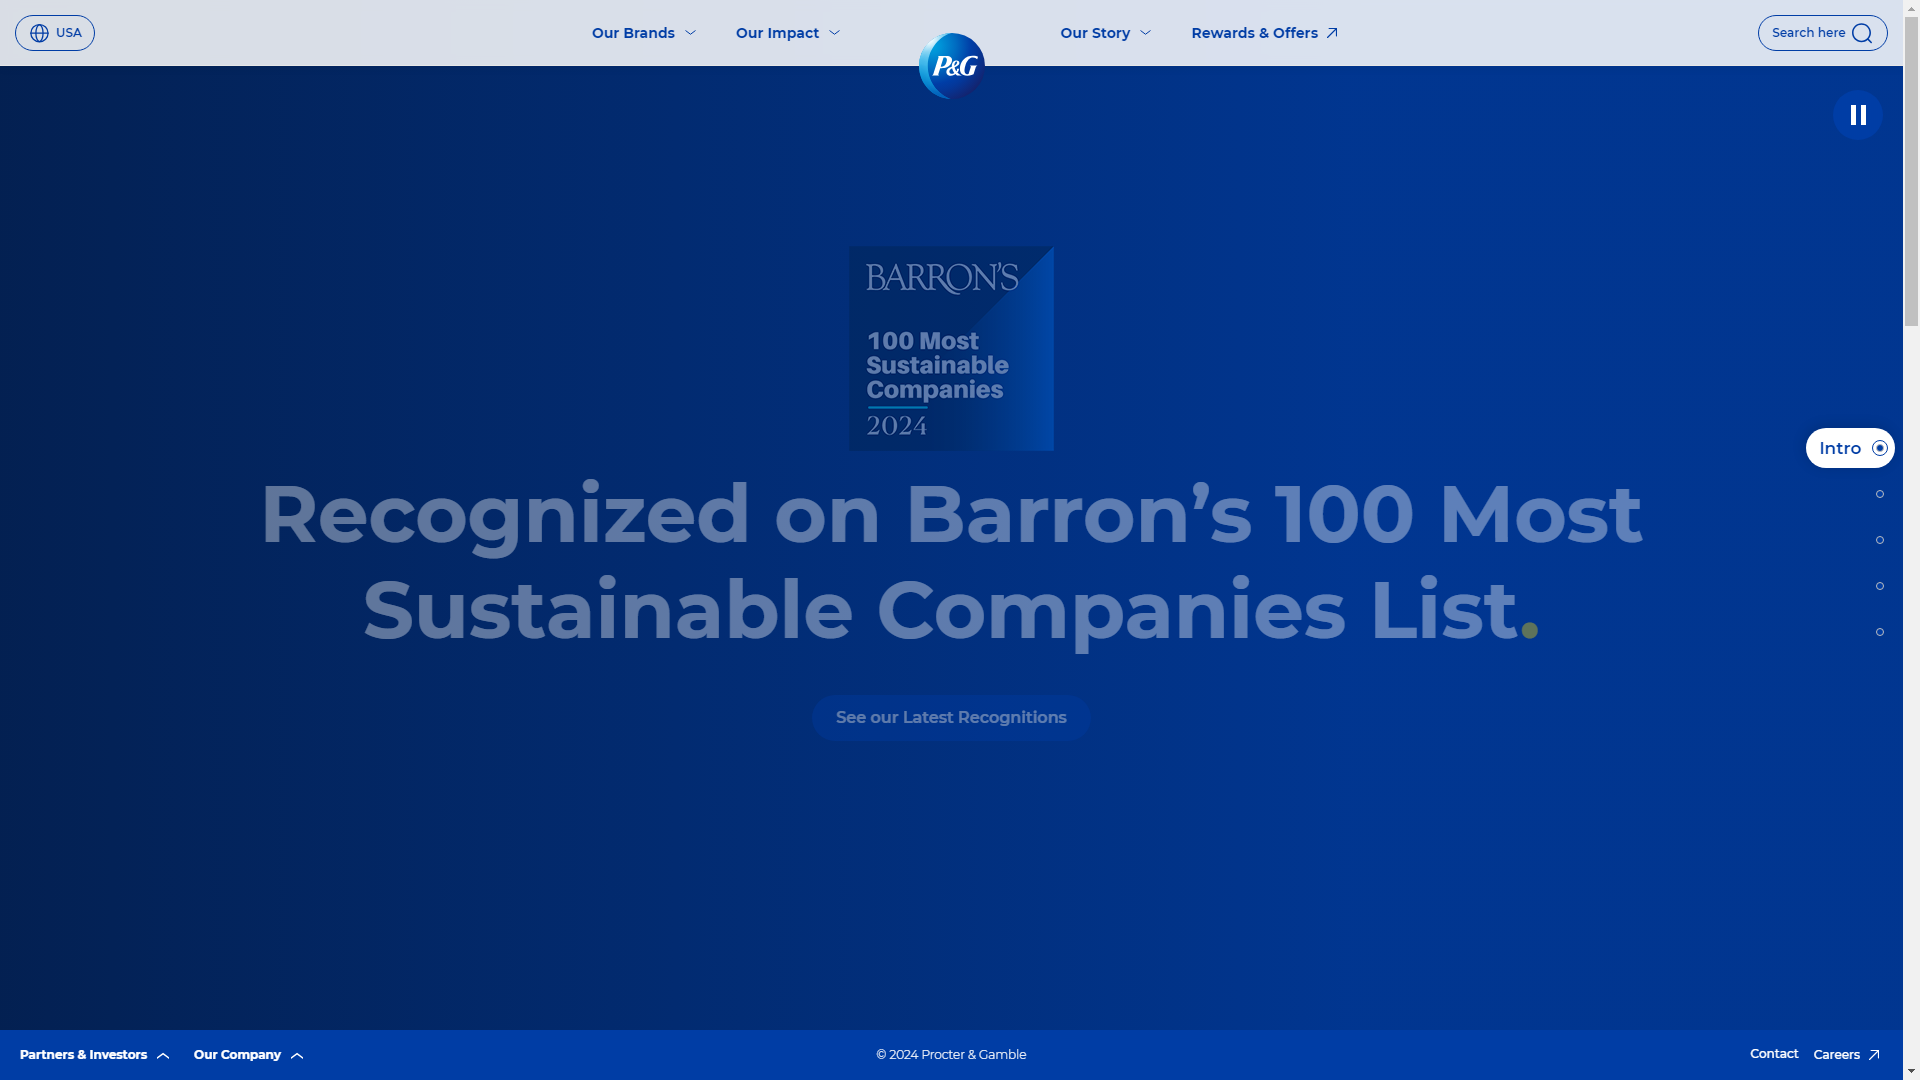 USA
Our Brands
Our Impact
P&G
Our Story
Rewards & Offers
Search here
BARRON'S
100 Most
Sustainable
Companies
2024
Intro
Recognized on Barron’s 100 Most
Sustainable Companies List.
See our Latest Recognitions
Partners & Investors
Our Company
© 2024 Procter & Gamble
Contact
Careers